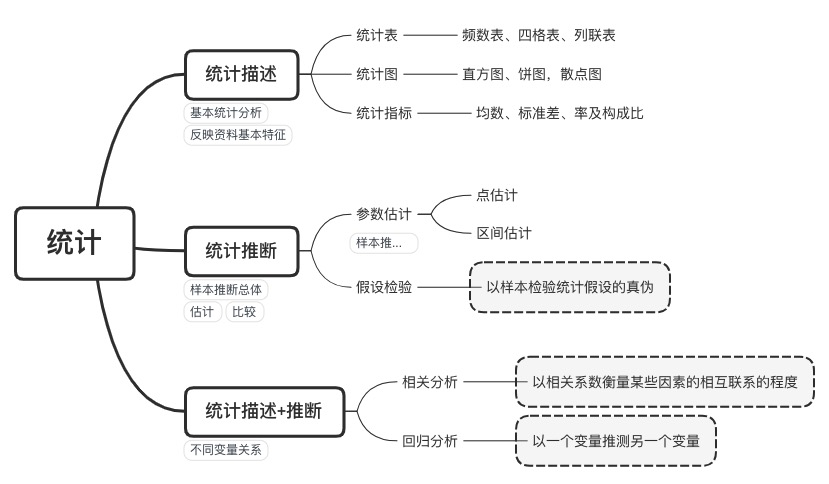 统计
统计描述
基本统计分析
反映资料基本特征
统计表
频数表、四格表、列联表
统计图
直方图、饼图，散点图
统计指标
均数、标准差、率及构成比
统计推断
样本推断总体
估计
比较
参数估计
样本推...
点估计
区间估计
假设检验
以样本检验统计假设的真伪
统计描述+推断
不同变量关系
相关分析
以相关系数衡量某些因素的相互联系的程度
回归分析
以一个变量推测另一个变量